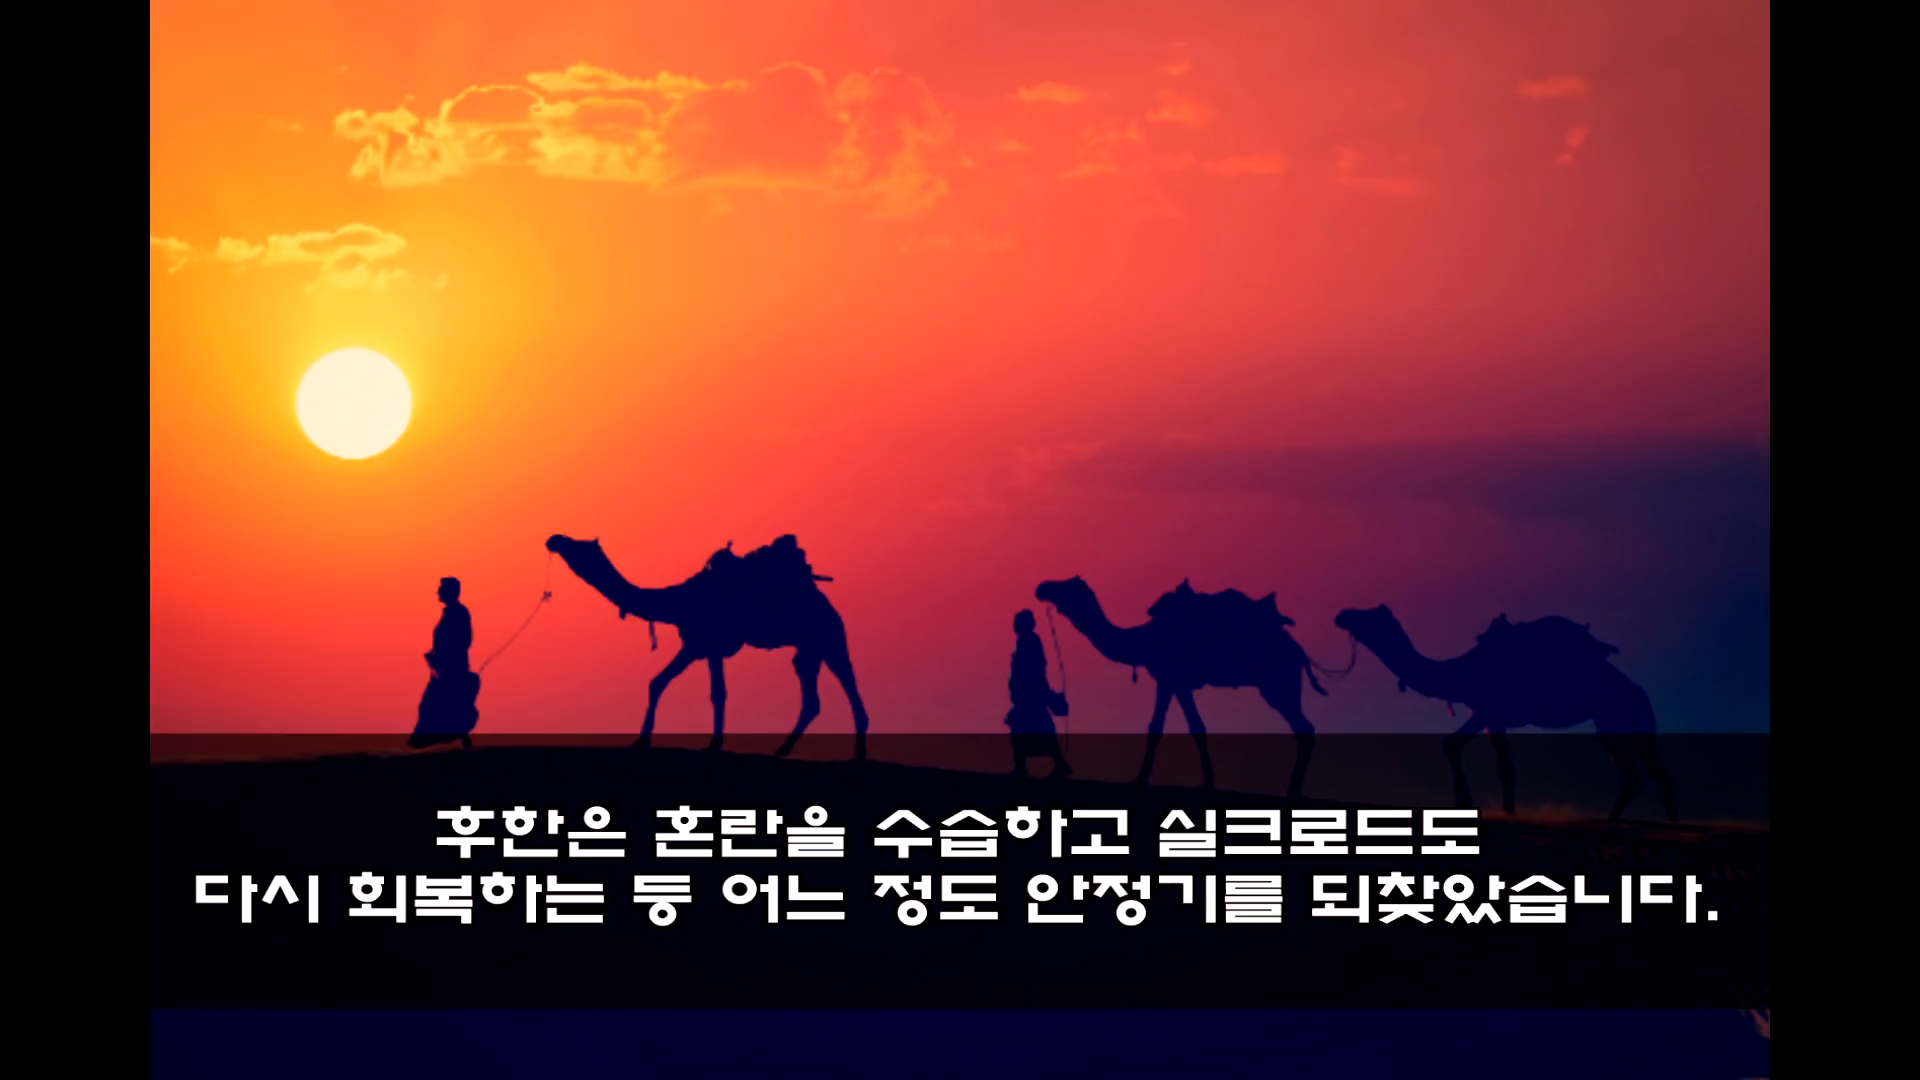 후한은 혼란을 수습하고 실크로드도
다시 회복하는 등 어느 정도 안정기를 되찾았습니다.